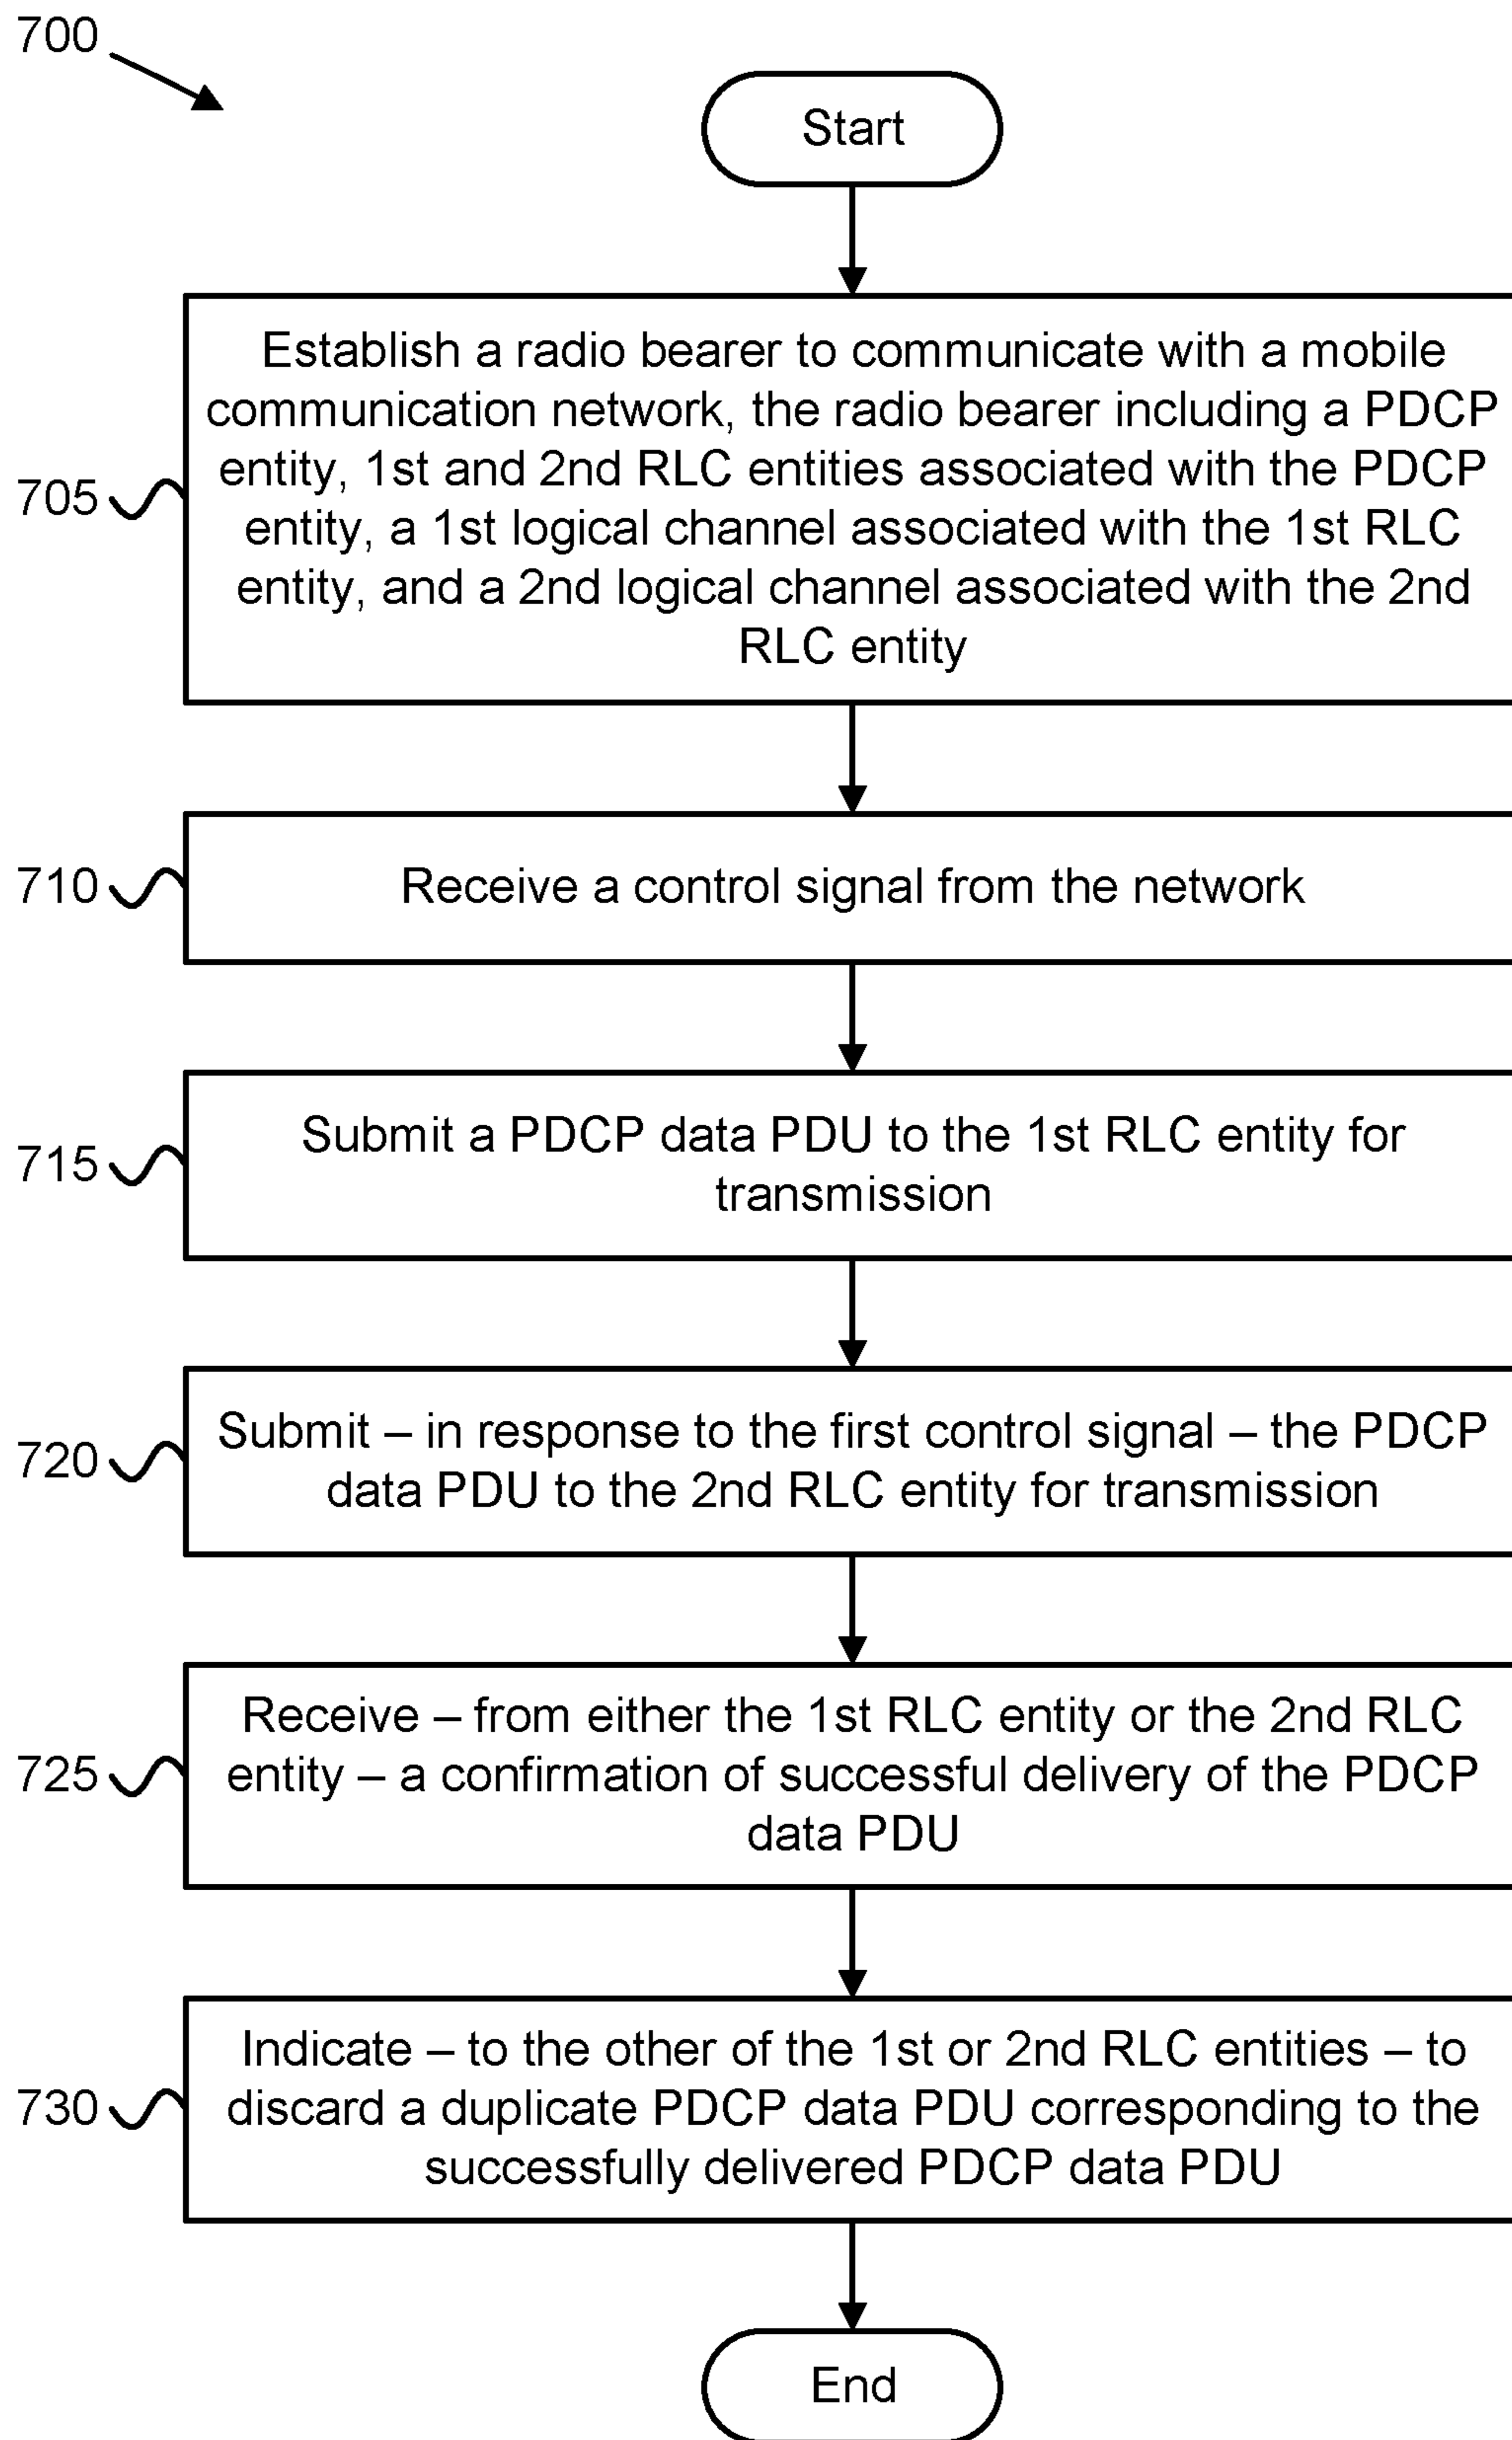 700
Start
705
Establish a radio bearer to communicate with a mobile
communication network, the radio bearer including a PDCP
entity, 1st and 2nd RLC entities associated with the PDCP
entity, a 1st logical channel associated with the 1st RLC
entity, and a 2nd logical channel associated with the 2nd
RLC entity
710
Receive a control signal from the network
715
Submit a PDCP data PDU to the 1st RLC entity for
transmission
720
Submit – in response to the first control signal – the PDCP
data PDU to the 2nd RLC entity for transmission
725
Receive – from either the 1st RLC entity or the 2nd RLC
entity – a confirmation of successful delivery of the PDCP
data PDU
730
Indicate – to the other of the 1st or 2nd RLC entities – to
discard a duplicate PDCP data PDU corresponding to the
successfully delivered PDCP data PDU
End